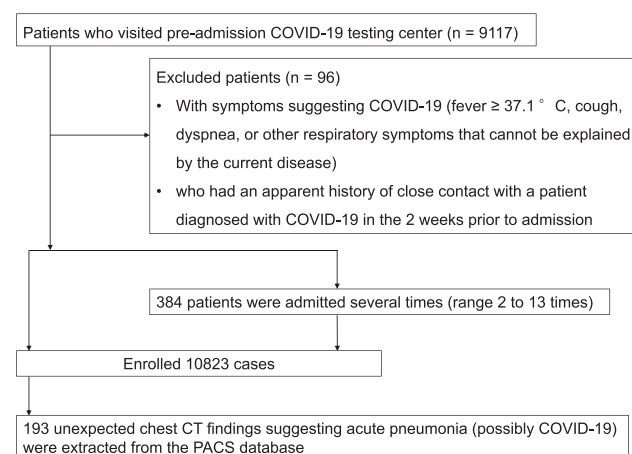 Patients who visited pre-admission COVID-19 testing center (n = 9117)
Excluded patients (n = 96)
• With symptoms suggesting COVID-19 (fever ≥ 37.1 ° C, cough,
dyspnea, or other respiratory symptoms that cannot be explained
by the current disease)
• who had an apparent history of close contact with a patient
diagnosed with COVID-19 in the 2 weeks prior to admission
384 patients were admitted several times (range 2 to 13 times)
Enrolled 10823 cases
193 unexpected chest CT findings suggesting acute pneumonia (possibly COVID-19)
were extracted from the PACS database